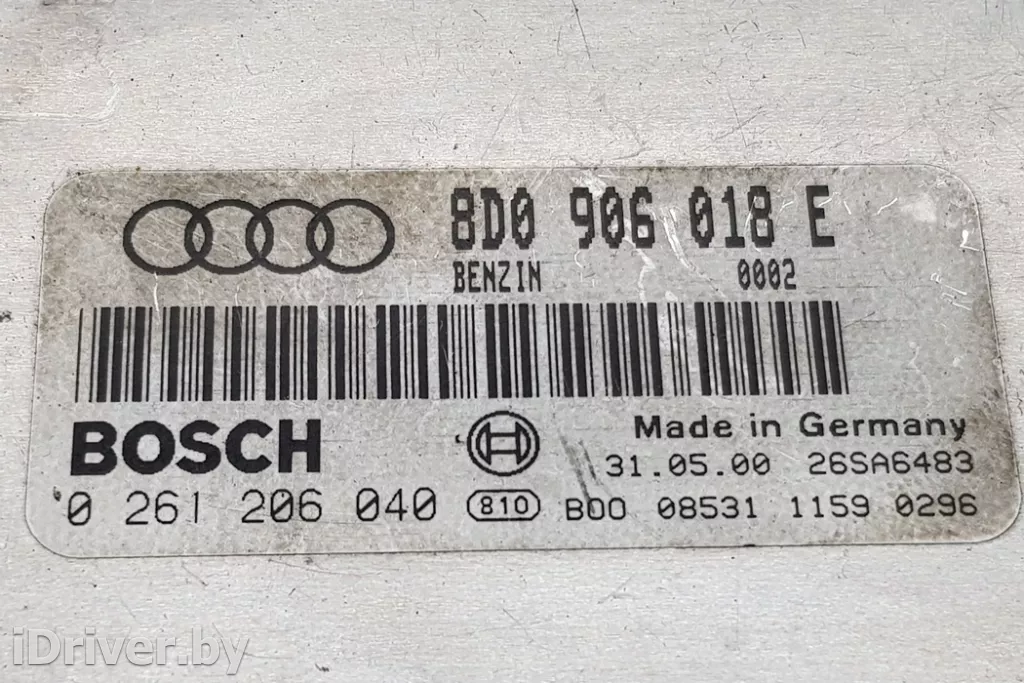 8D0 906 018 E
BENZIN 0002
BOSCH
Made in Germany
31.05.00 26SA6483
0 261 206 040 810 B00 08531 1159 0296
iDriver.by